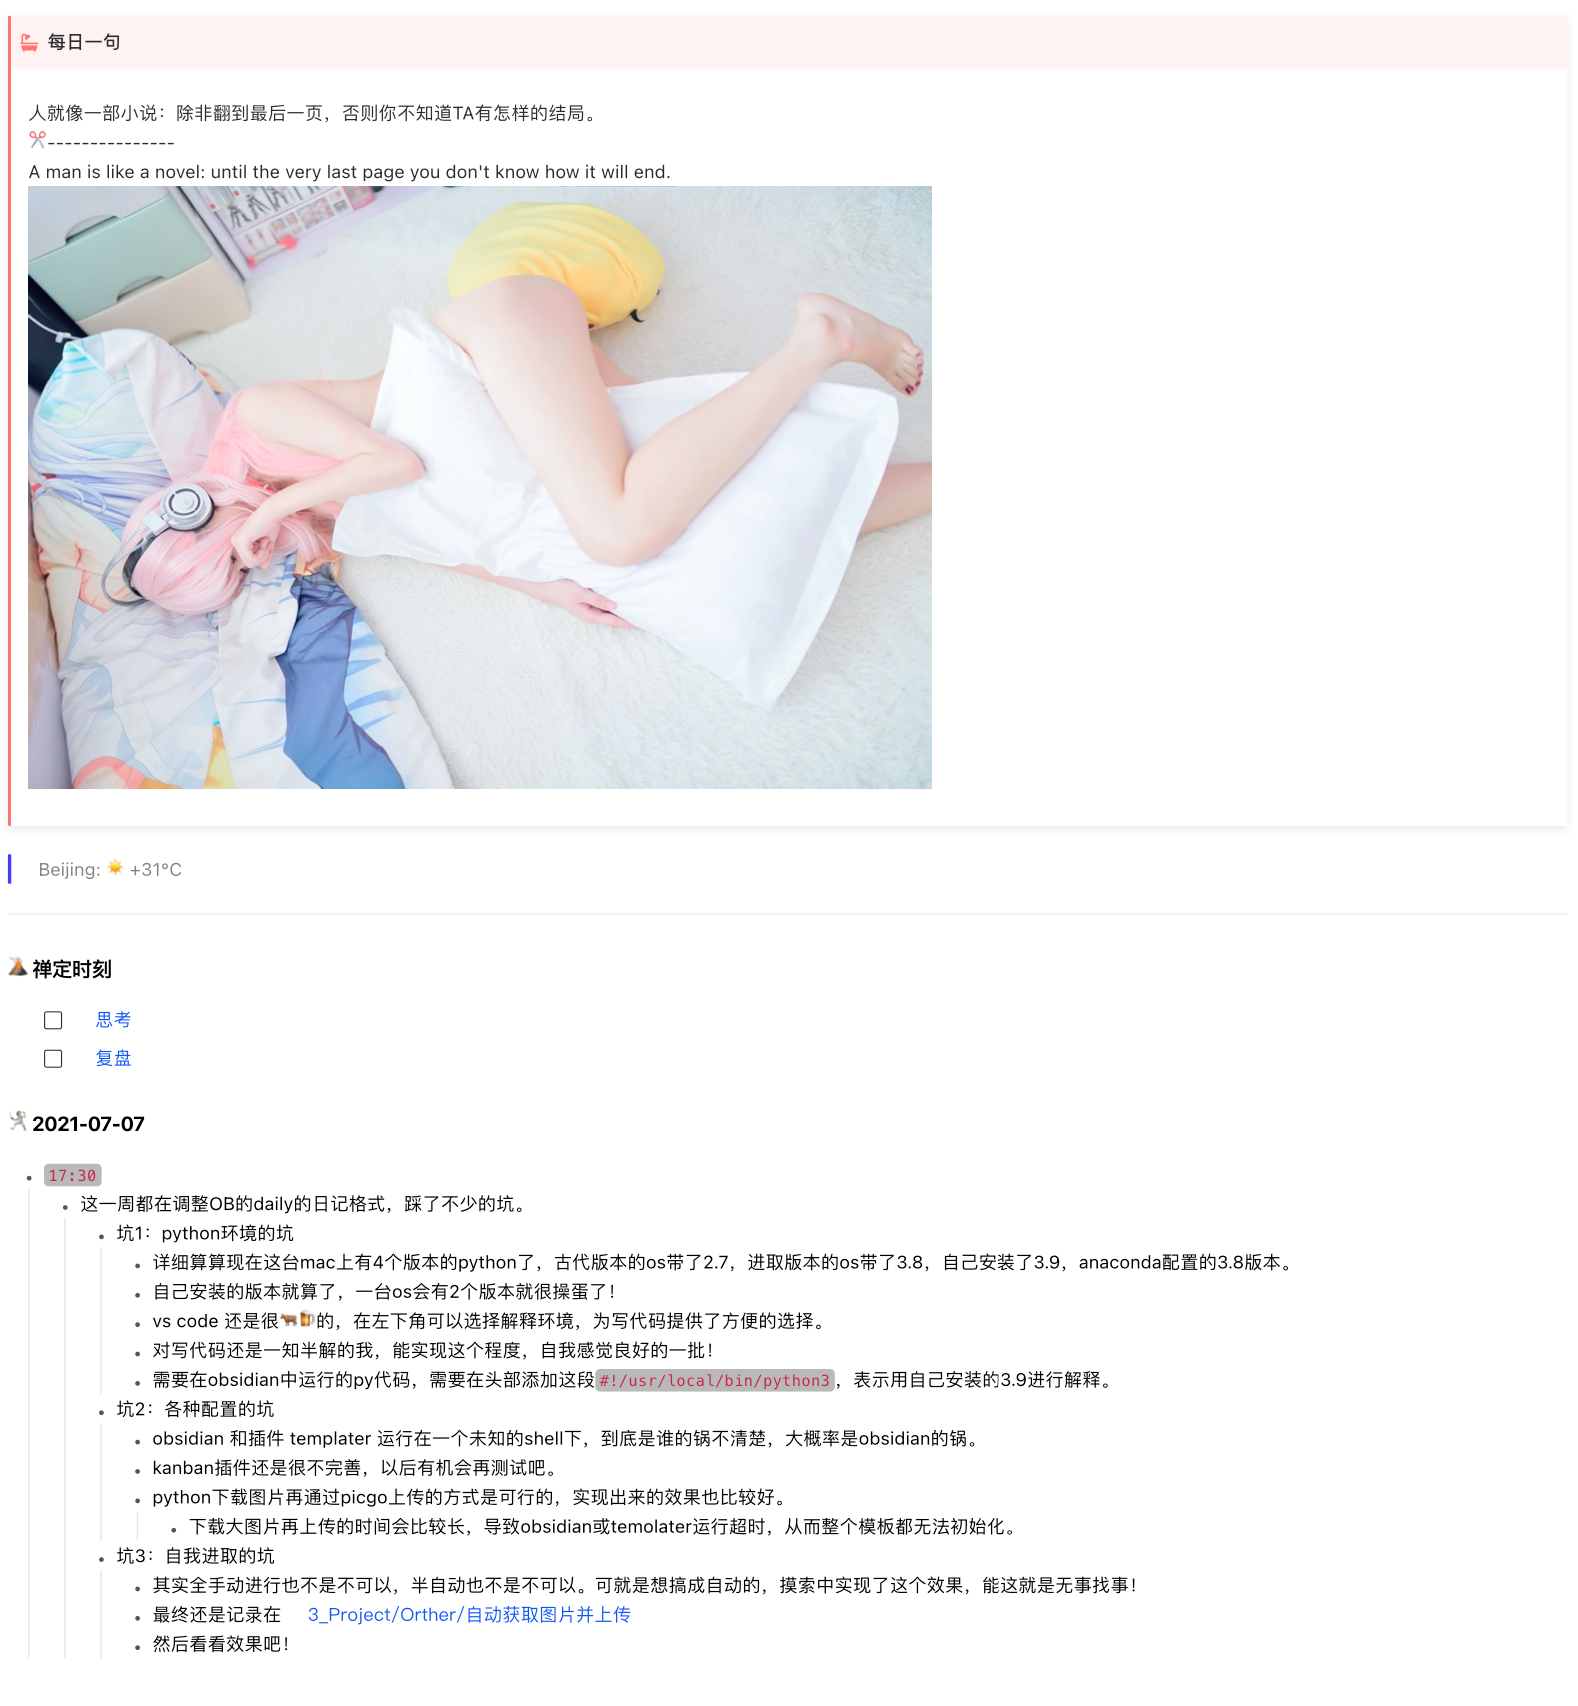 每日一句
人就像一部小说：除非翻到最后一页，否则你不知道TA有怎样的结局。
✂️---------------
A man is like a novel: until the very last page you don't know how it will end.
Beijing: ☀️ +31°C
🌋 禅定时刻
思考
复盘
🤺 2021-07-07
17:30
这一周都在调整OB的daily的日记格式，踩了不少的坑。
坑1：python环境的坑
详细算算现在这台mac上有4个版本的python了，古代版本的os带了2.7，进取版本的os带了3.8，自己安装了3.9，anaconda配置的3.8版本。
自己安装的版本就算了，一台os会有2个版本就很操蛋了！
vs code 还是很🐂🍺的，在左下角可以选择解释环境，为写代码提供了方便的选择。
对写代码还是一知半解的我，能实现这个程度，自我感觉良好的一批！
需要在obsidian中运行的py代码，需要在头部添加这段#!/usr/local/bin/python3，表示用自己安装的3.9进行解释。
坑2：各种配置的坑
obsidian 和插件 templater 运行在一个未知的shell下，到底是谁的锅不清楚，大概率是obsidian的锅。
kanban插件还是很不完善，以后有机会再测试吧。
python下载图片再通过picgo上传的方式是可行的，实现出来的效果也比较好。
下载大图片再上传的时间会比较长，导致obsidian或temolater运行超时，从而整个模板都无法初始化。
坑3：自我进取的坑
其实全手动进行也不是不可以，半自动也不是不可以。可就是想搞成自动的，摸索中实现了这个效果，能这就是无事找事！
最终还是记录在 3_Project/Orther/自动获取图片并上传
然后看看效果吧！